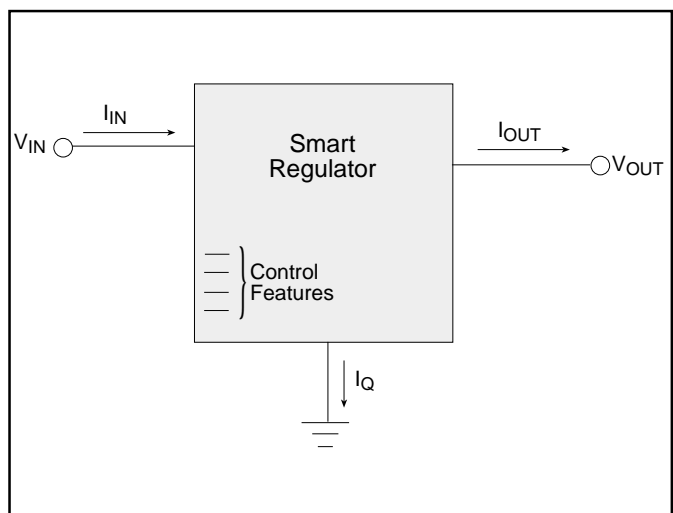 I_IN
V_IN
Smart
Regulator
I_OUT
V_OUT
Control
Features
I_Q